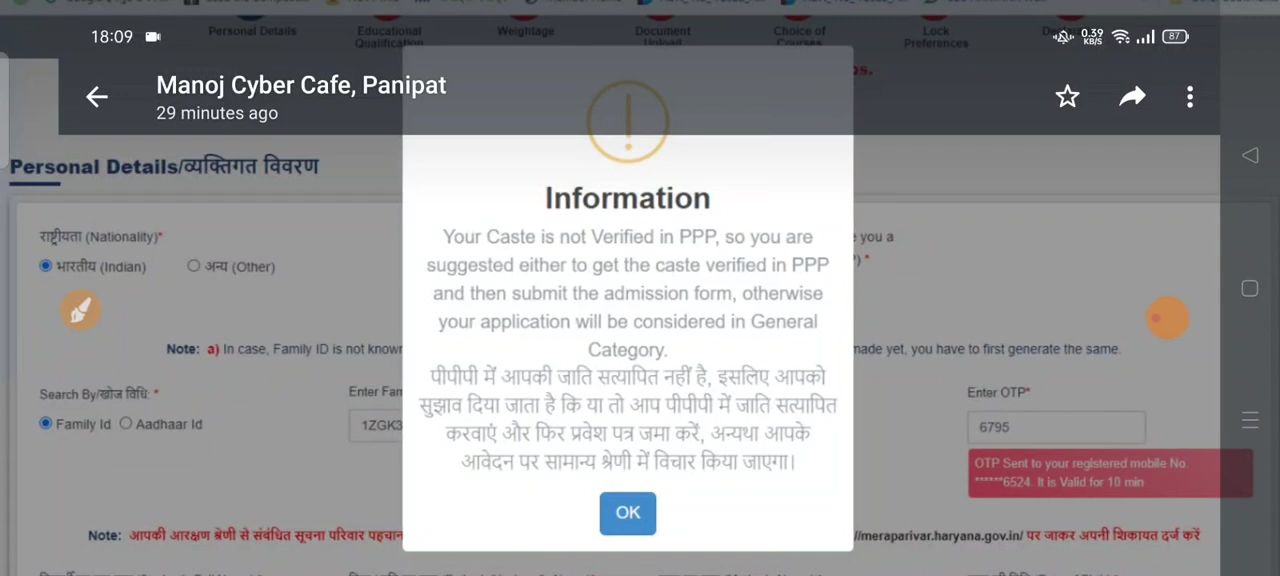 Personal Details
Educational
Qualification
Weightage
Document
Upload
Choice of
Courses
Lock
Preferences
18:09
0.39
KB/S
87
Manoj Cyber Cafe, Panipat
29 minutes ago
Personal Details/व्यक्तिगत विवरण
Information
राष्ट्रीयता (Nationality)*
Your Caste is not Verified in PPP, so you are
e you a
भारतीय (Indian)
अन्य (Other)
suggested either to get the caste verified in PPP
and then submit the admission form, otherwise
your application will be considered in General
Category.
Note: a) In case, Family ID is not known
made yet, you have to first generate the same.
पीपीपी में आपकी जाति सत्यापित नहीं है, इसलिए आपको
सुझाव दिया जाता है कि या तो आप पीपीपी में जाति सत्यापित
करवाएं और फिर प्रवेश पत्र जमा करें, अन्यथा आपके
आवेदन पर सामान्य श्रेणी में विचार किया जाएगा।
Search By/खोज विधि: *
Enter Fam
Enter OTP*
Family Id
Aadhaar Id
1ZGK3
6795
OTP Sent to your registered mobile No.
******6524. It is Valid for 10 min
OK
Note: आपकी आरक्षण श्रेणी से संबंधित सूचना परिवार पहचान
//meraparivar.haryana.gov.in/ पर जाकर अपनी शिकायत दर्ज करें